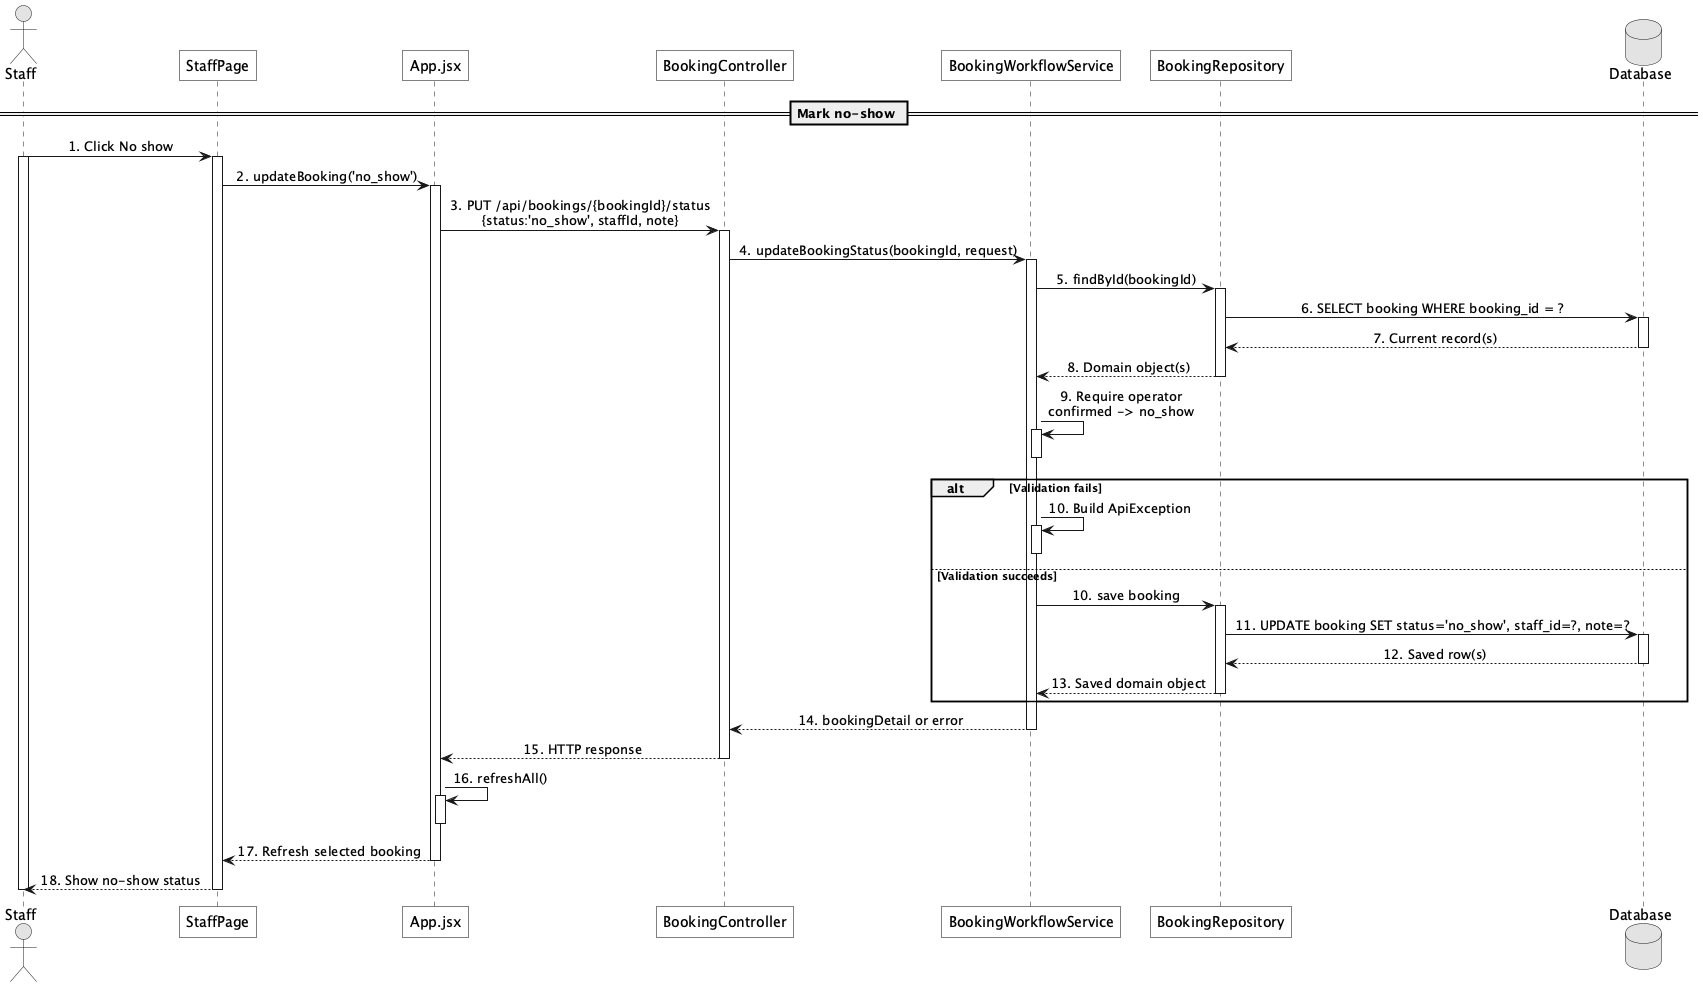 Staff
StaffPage
App.jsx
BookingController
BookingWorkflowService
BookingRepository
Database
Mark no-show
1. Click No show
2. updateBooking('no_show')
3. PUT /api/bookings/{bookingId}/status
{status:'no_show', staffId, note}
4. updateBookingStatus(bookingId, request)
5. findById(bookingId)
6. SELECT booking WHERE booking_id = ?
7. Current record(s)
8. Domain object(s)
9. Require operator
confirmed -> no_show
alt
[Validation fails]
10. Build ApiException
[Validation succeeds]
10. save booking
11. UPDATE booking SET status='no_show', staff_id=?, note=?
12. Saved row(s)
13. Saved domain object
14. bookingDetail or error
15. HTTP response
16. refreshAll()
17. Refresh selected booking
18. Show no-show status
Staff
StaffPage
App.jsx
BookingController
BookingWorkflowService
BookingRepository
Database